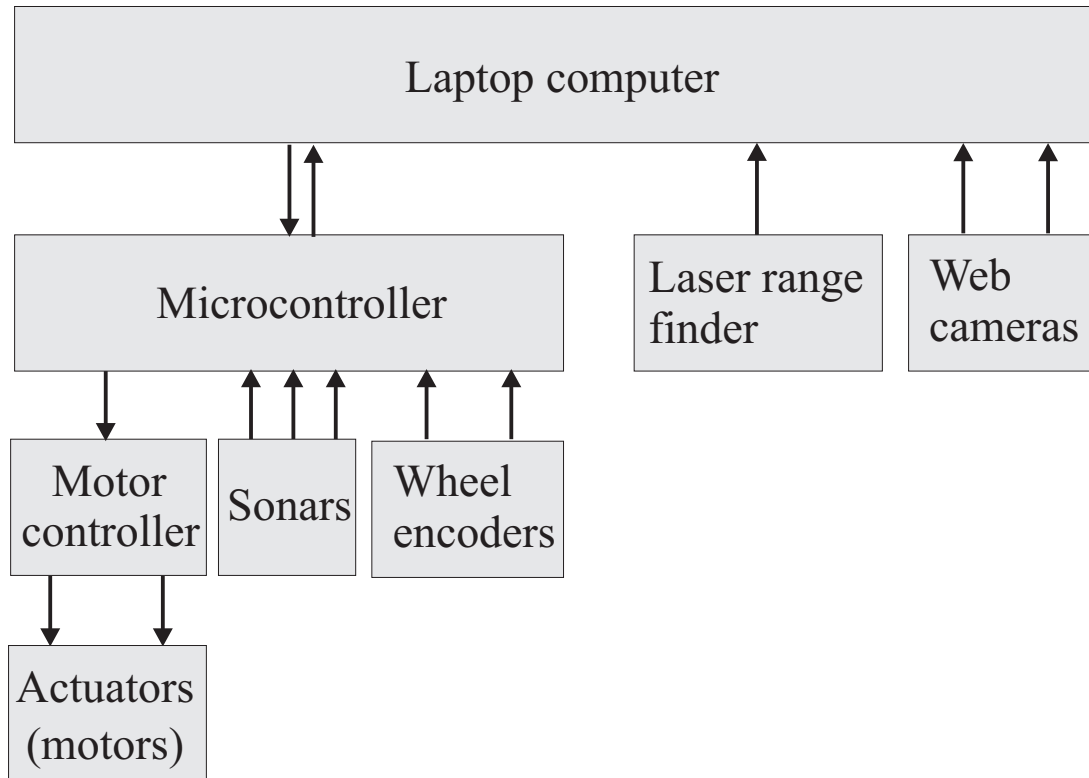 Laptop computer
Microcontroller
Laser range
finder
Web
cameras
Motor
controller
Sonars
Wheel
encoders
Actuators
(motors)